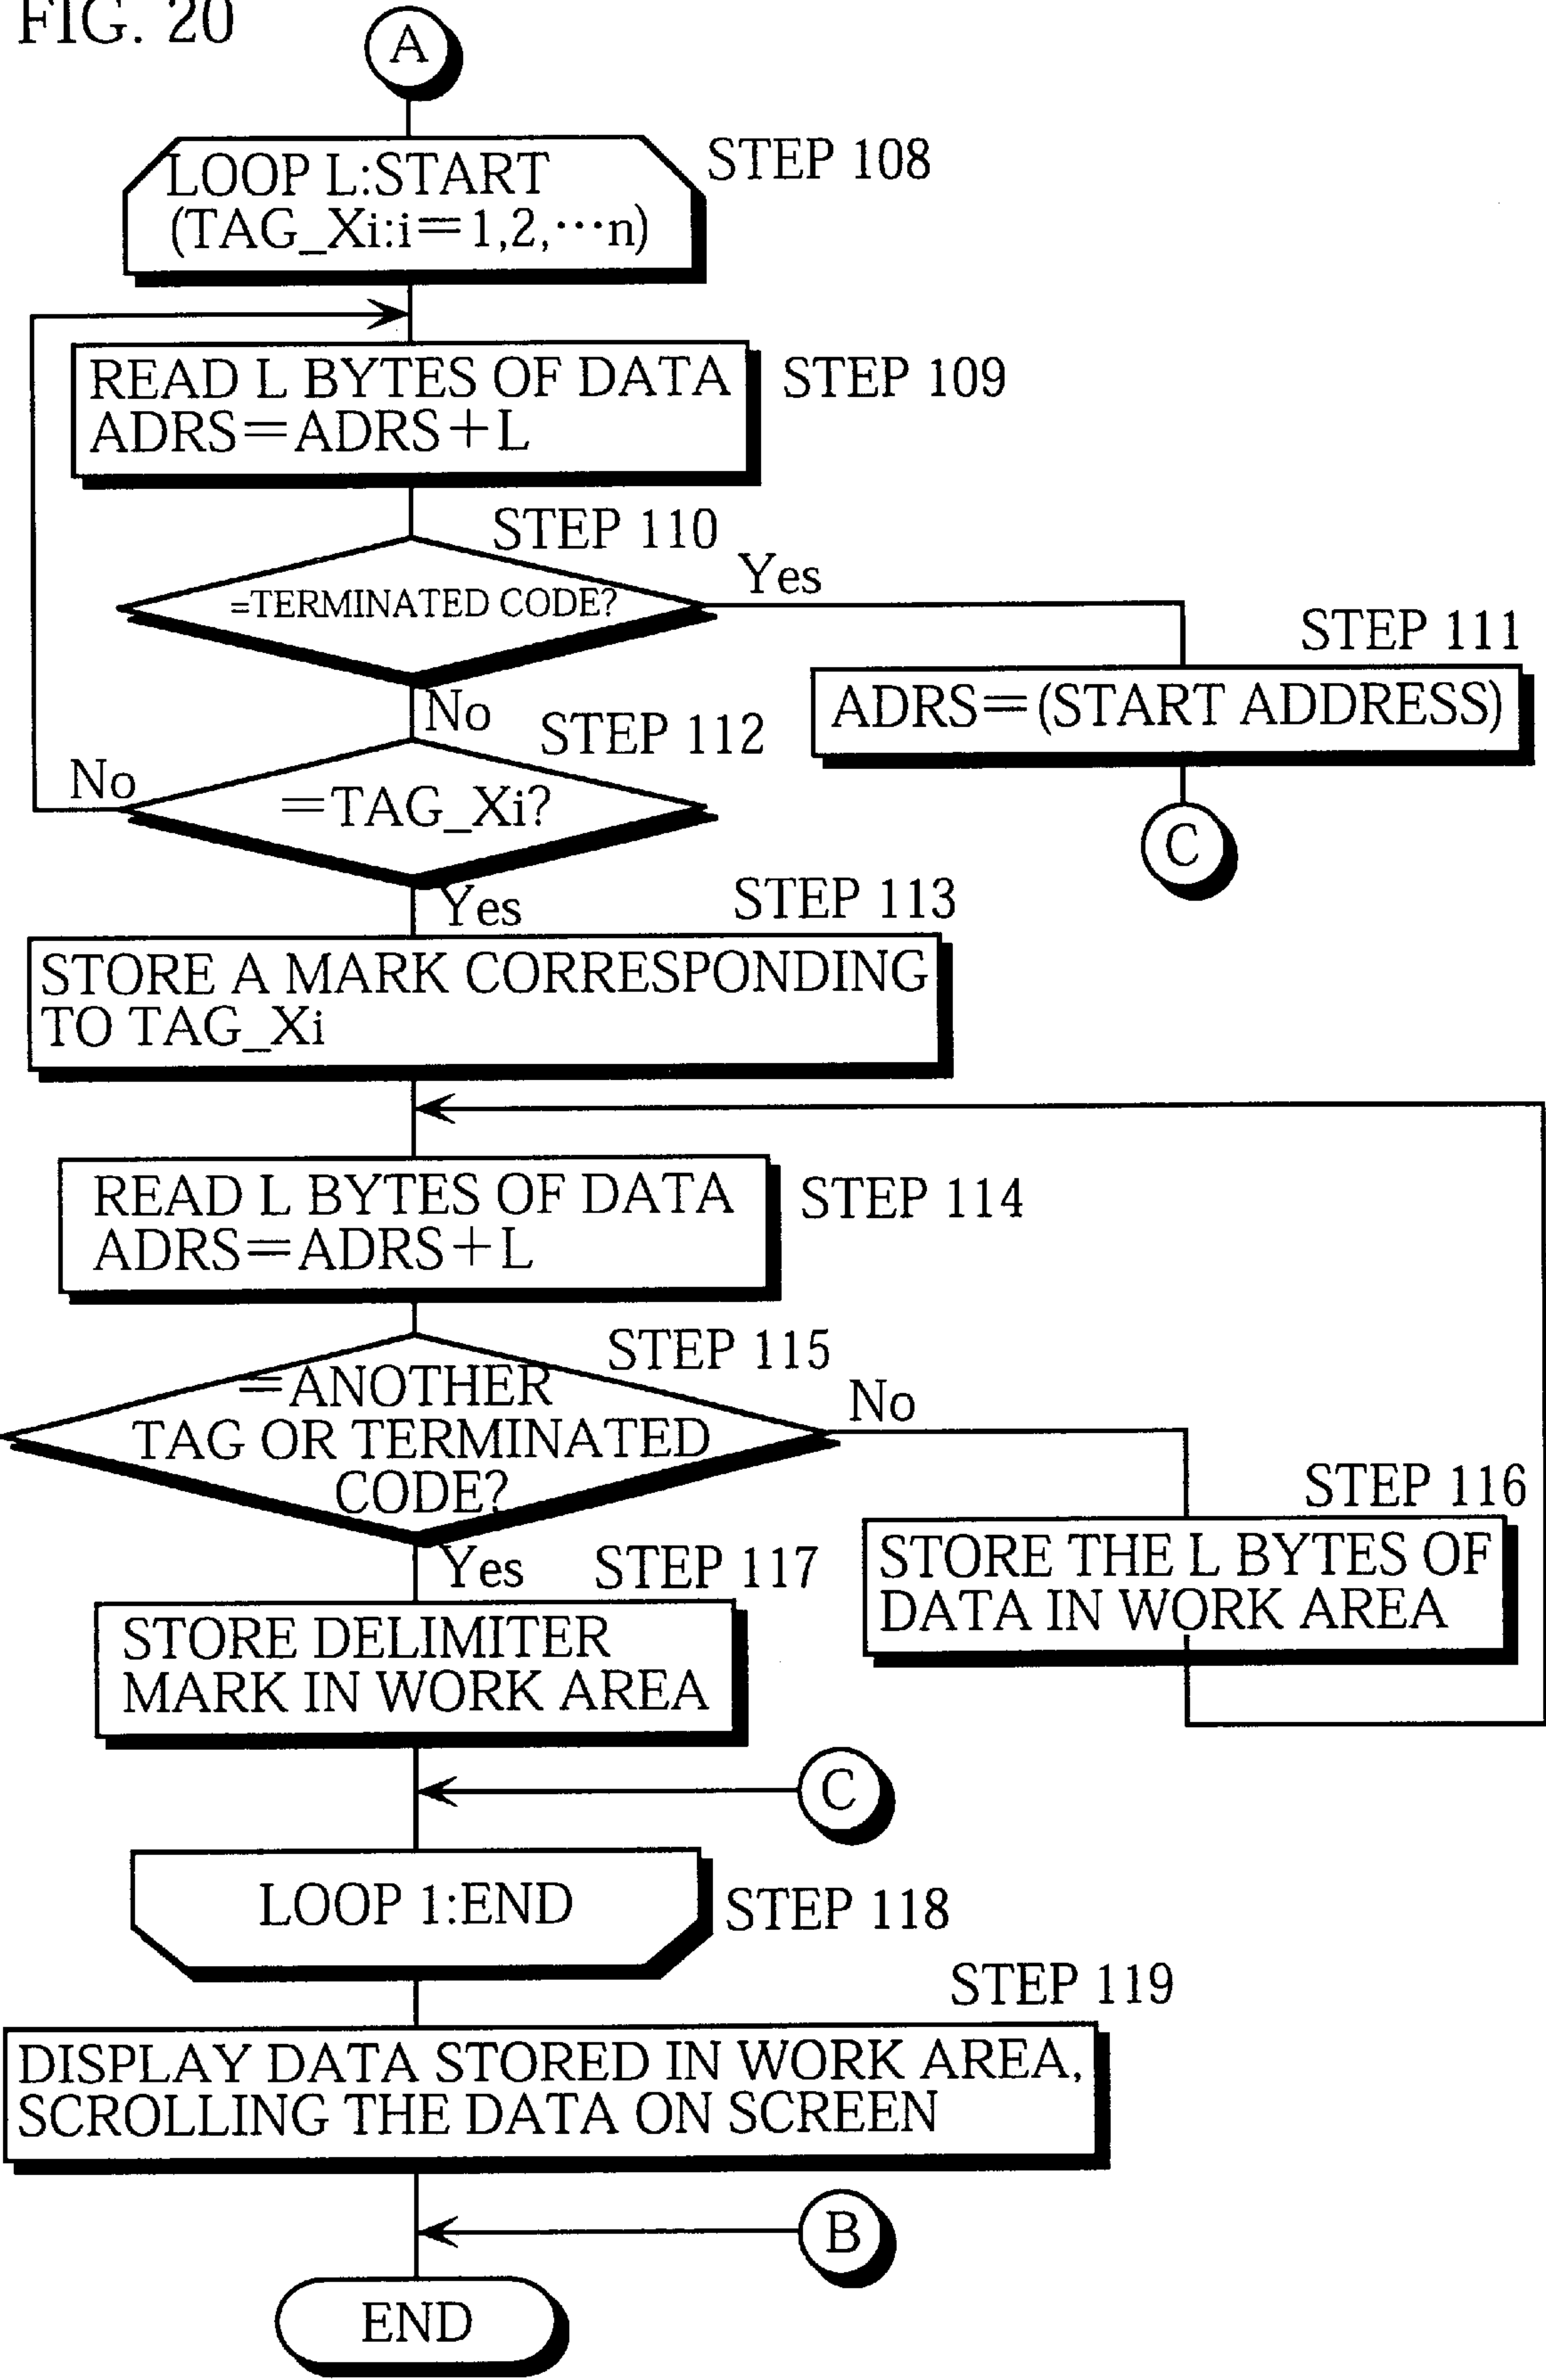 FIG. 20
A
LOOP L:START
(TAG_Xi:i=1,2,···n)
STEP 108
READ L BYTES OF DATA
ADRS=ADRS+L
STEP 109
STEP 110
=TERMINATED CODE?
Yes
No
STEP 111
ADRS=(START ADDRESS)
C
STEP 112
=TAG_Xi?
No
Yes
STEP 113
STORE A MARK CORRESPONDING
TO TAG_Xi
READ L BYTES OF DATA
ADRS=ADRS+L
STEP 114
STEP 115
=ANOTHER
TAG OR TERMINATED
CODE?
No
Yes
STEP 116
STORE THE L BYTES OF
DATA IN WORK AREA
STEP 117
STORE DELIMITER
MARK IN WORK AREA
C
LOOP 1:END
STEP 118
STEP 119
DISPLAY DATA STORED IN WORK AREA,
SCROLLING THE DATA ON SCREEN
B
END